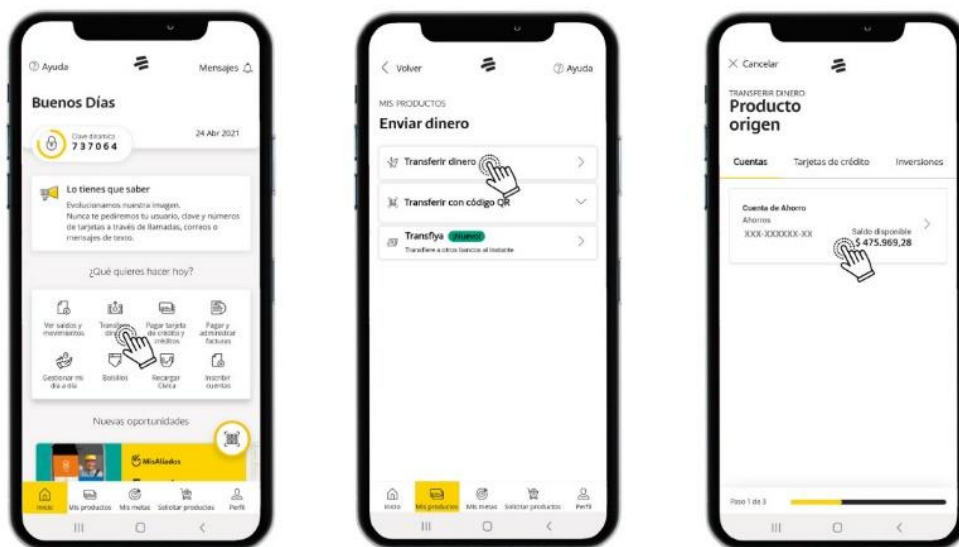 Ayuda
Mensajes
Buenos Días
Clave dinámica
737064
24 Abr 2021
Lo tienes que saber
Evolucionamos nuestra imagen.
Nunca te pediremos tu usuario, clave y números
de tarjetas a través de llamadas, correos o
mensajes de texto.
¿Qué quieres hacer hoy?
Ver saldos y
movimientos
Pagar tarjeta
de crédito y
créditos
Pagar y
administrar
facturas
Gestionar mi
día a día
Bolsillos
Recargar
Cívica
Inscribir
cuentas
Nuevas oportunidades
MisAliados
Inicio
Mis productos
Mis metas
Solicitar productos
Perfil
Volver
Ayuda
MIS PRODUCTOS
Enviar dinero
Transferir dinero
Transferir con código QR
Transfiya ¡Nuevo!
Transfiere a otros bancos al instante
Inicio
Mis productos
Mis metas
Solicitar productos
Perfil
Cancelar
TRANSFERIR DINERO
Producto
origen
Cuentas
Tarjetas de crédito
Inversiones
Cuenta de Ahorro
Ahorros
XXX-XXXXXX-XX
Saldo disponible
$ 475.969,28
Paso 1 de 3